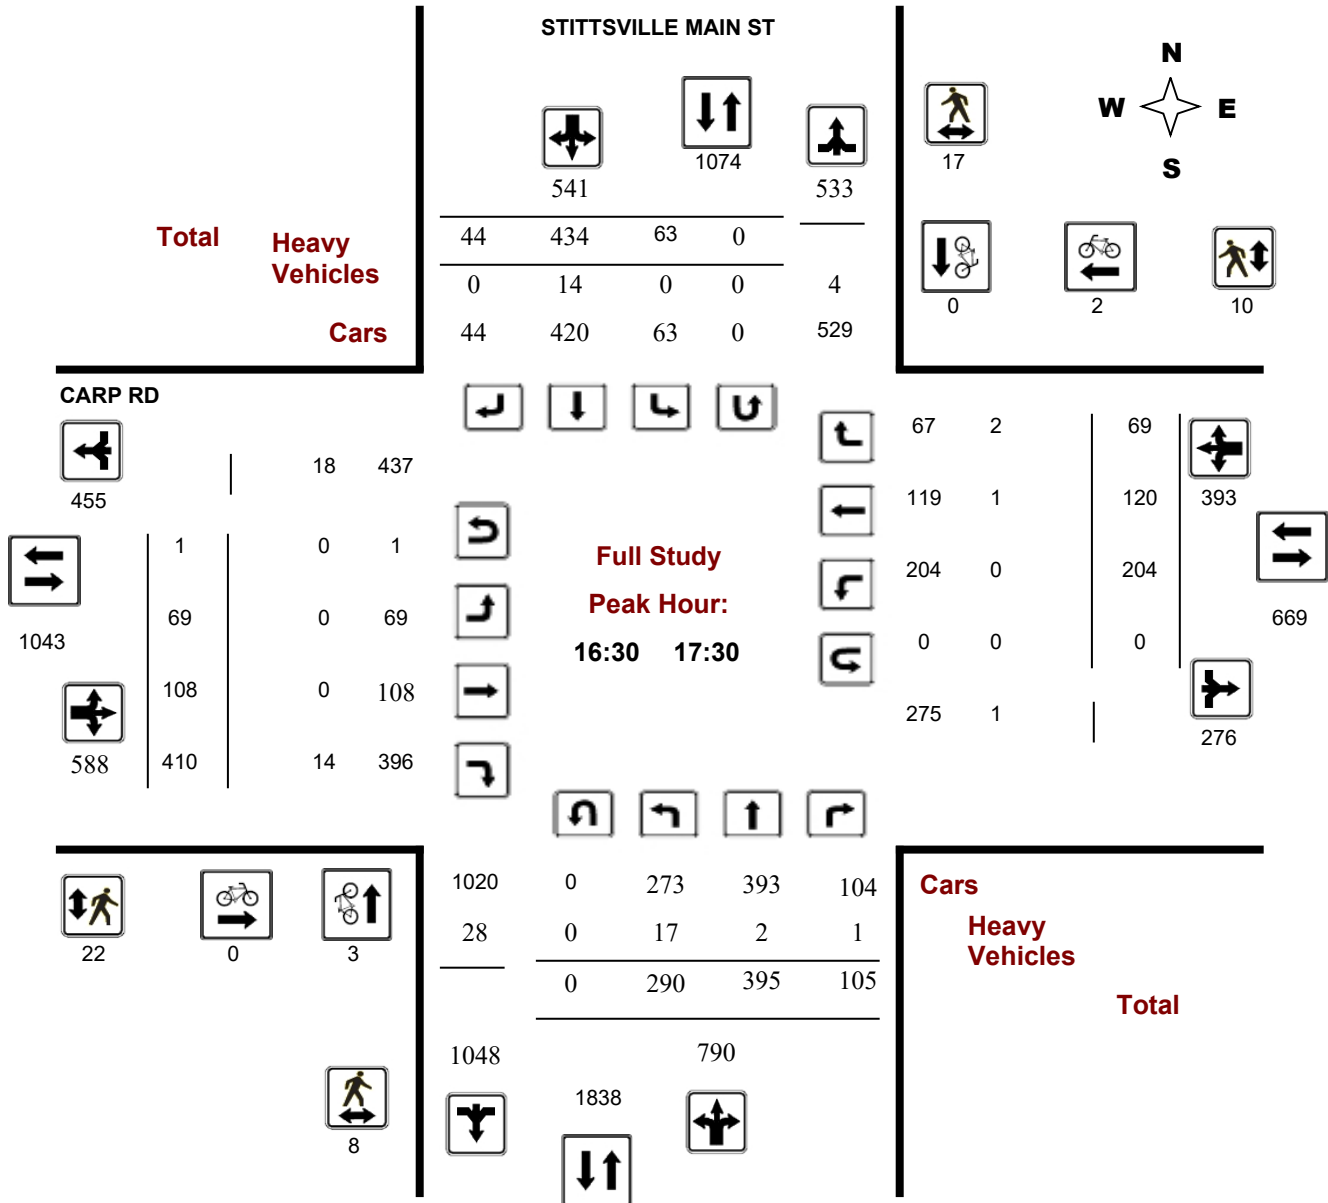 STITTSVILLE MAIN ST
N
W E
S
1074
17
541 533
Total Heavy Vehicles
44 434 63 0
0 14 0 0 4
0 2 10
Cars 44 420 63 0 529
CARP RD
67 2 69
18 437
455
119 1 120 393
1 0 1
Full Study
204 0 204
Peak Hour:
69 0 69
669
1043
16:30 17:30
0 0 0
108 0 108
275 1
276
588 410 14 396
1020 0 273 393 104
Cars
28 0 17 2 1
Heavy
Vehicles
22 0 3
0 290 395 105
Total
1048 790
1838
8